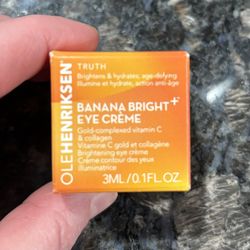 OLEHENRIKSEN®
TRUTH
Brightens & hydrates, age-defying
Illumine et hydrate, action anti-âge
BANANA BRIGHT+
EYE CRÈME
Gold-complexed vitamin C
& collagen
Vitamine C gold et collagène
Brightening eye crème
Crème contour des yeux
illuminatrice
3ML/0.1FL.OZ.